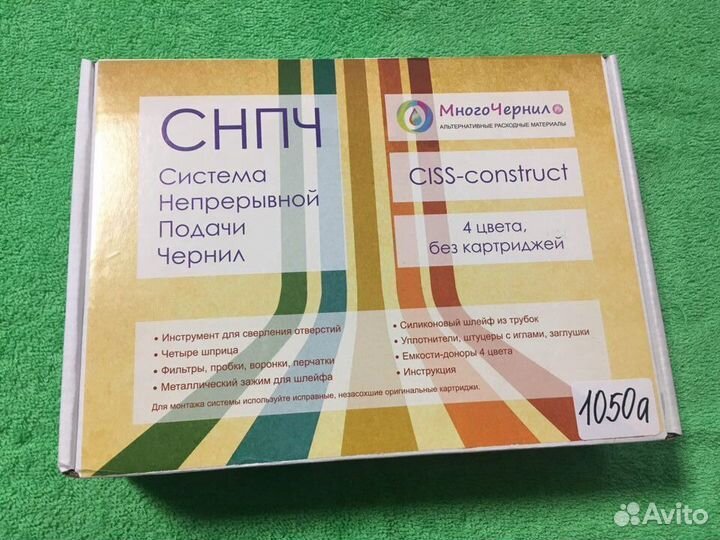 СНПЧ
Система
Непрерывной
Подачи
Чернил
МногоЧернил
АЛЬТЕРНАТИВНЫЕ РАСХОДНЫЕ МАТЕРИАЛЫ
CISS-construct
4 цвета,
без картриджей
• Инструмент для сверления отверстий
• Четыре шприца
• Фильтры, пробки, воронки, перчатки
• Металлический зажим для шлейфа
• Силиконовый шлейф из трубок
• Уплотнители, штуцеры с иглами, заглушки
• Емкости-доноры 4 цвета
• Инструкция
Для монтажа системы используйте исправные, незасохшие оригинальные картриджи.
1050а
Avito